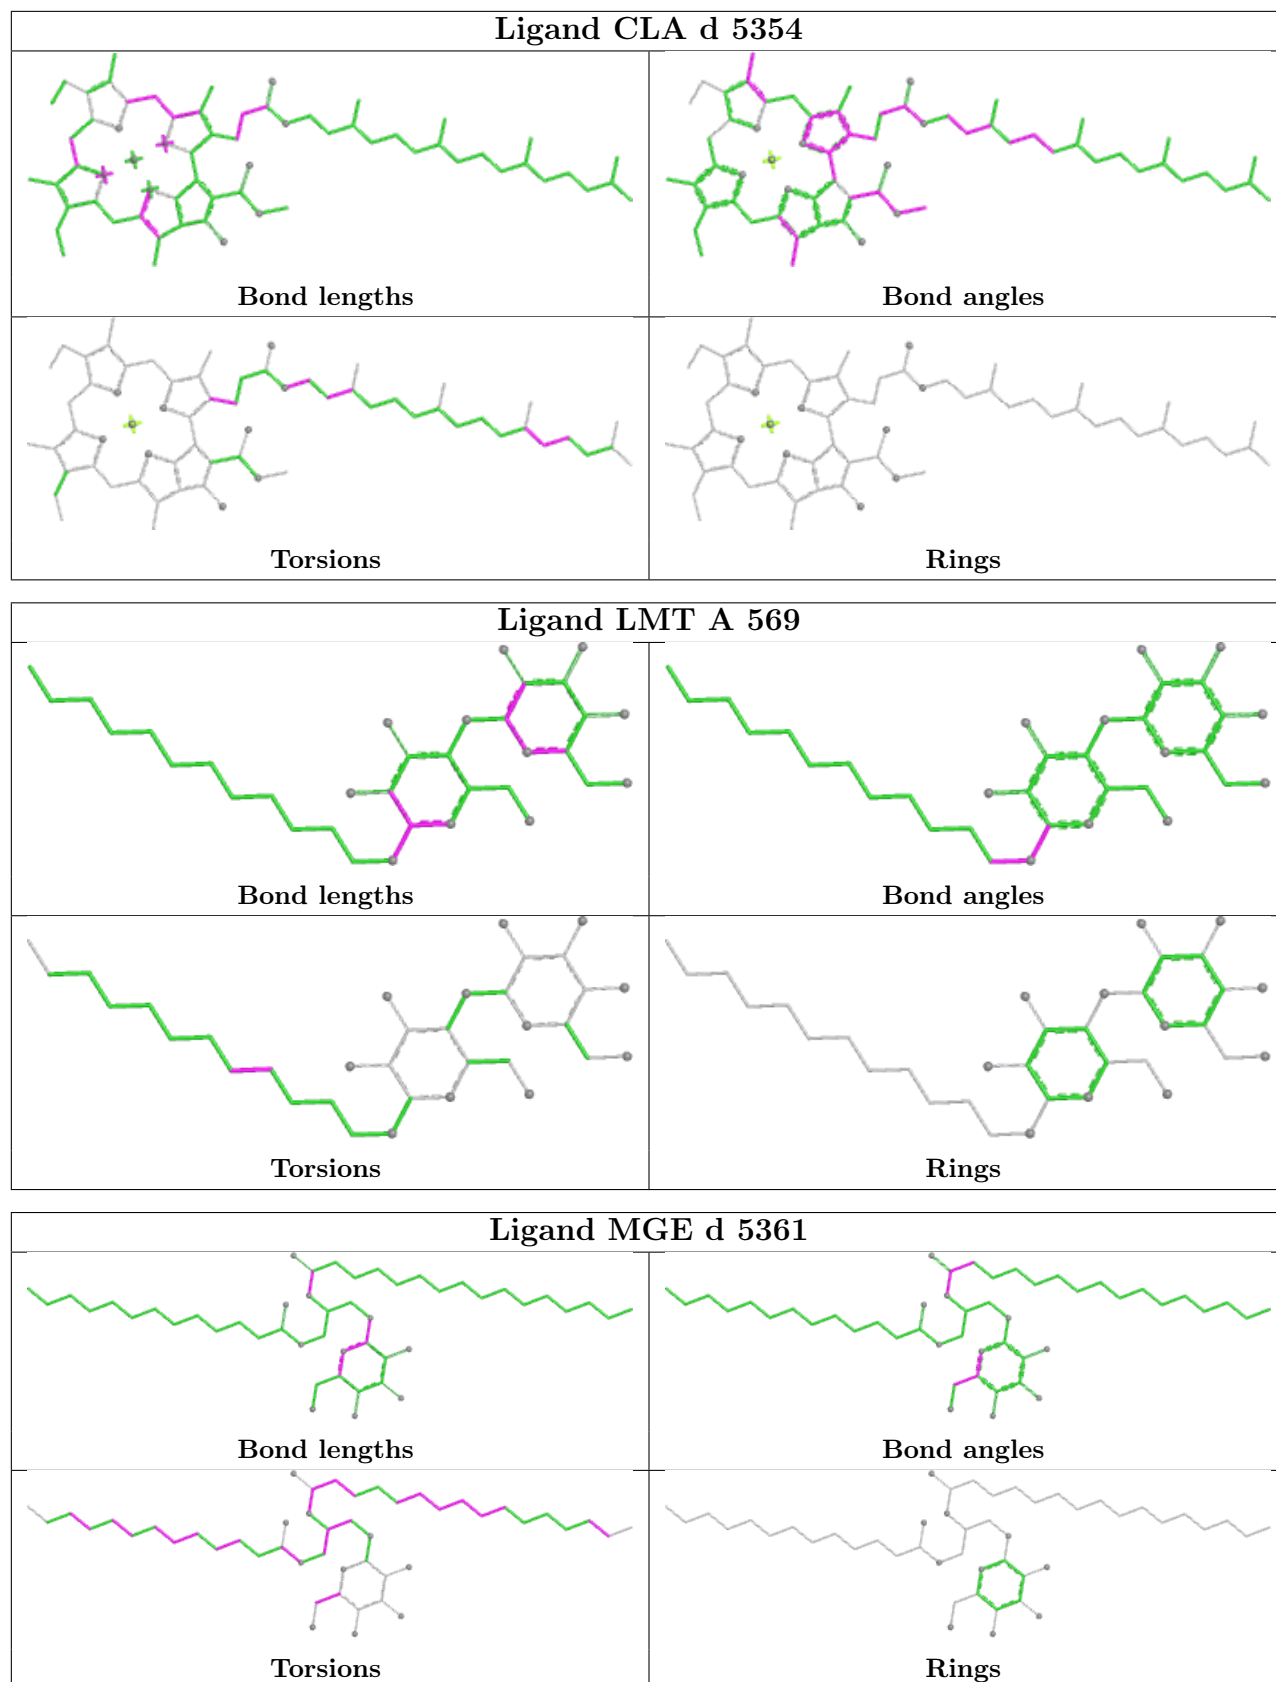 Ligand CLA d 5354
Bond lengths
Bond angles
Torsions
Rings
Ligand LMT A 569
Bond lengths
Bond angles
Torsions
Rings
Ligand MGE d 5361
Bond lengths
Bond angles
Torsions
Rings